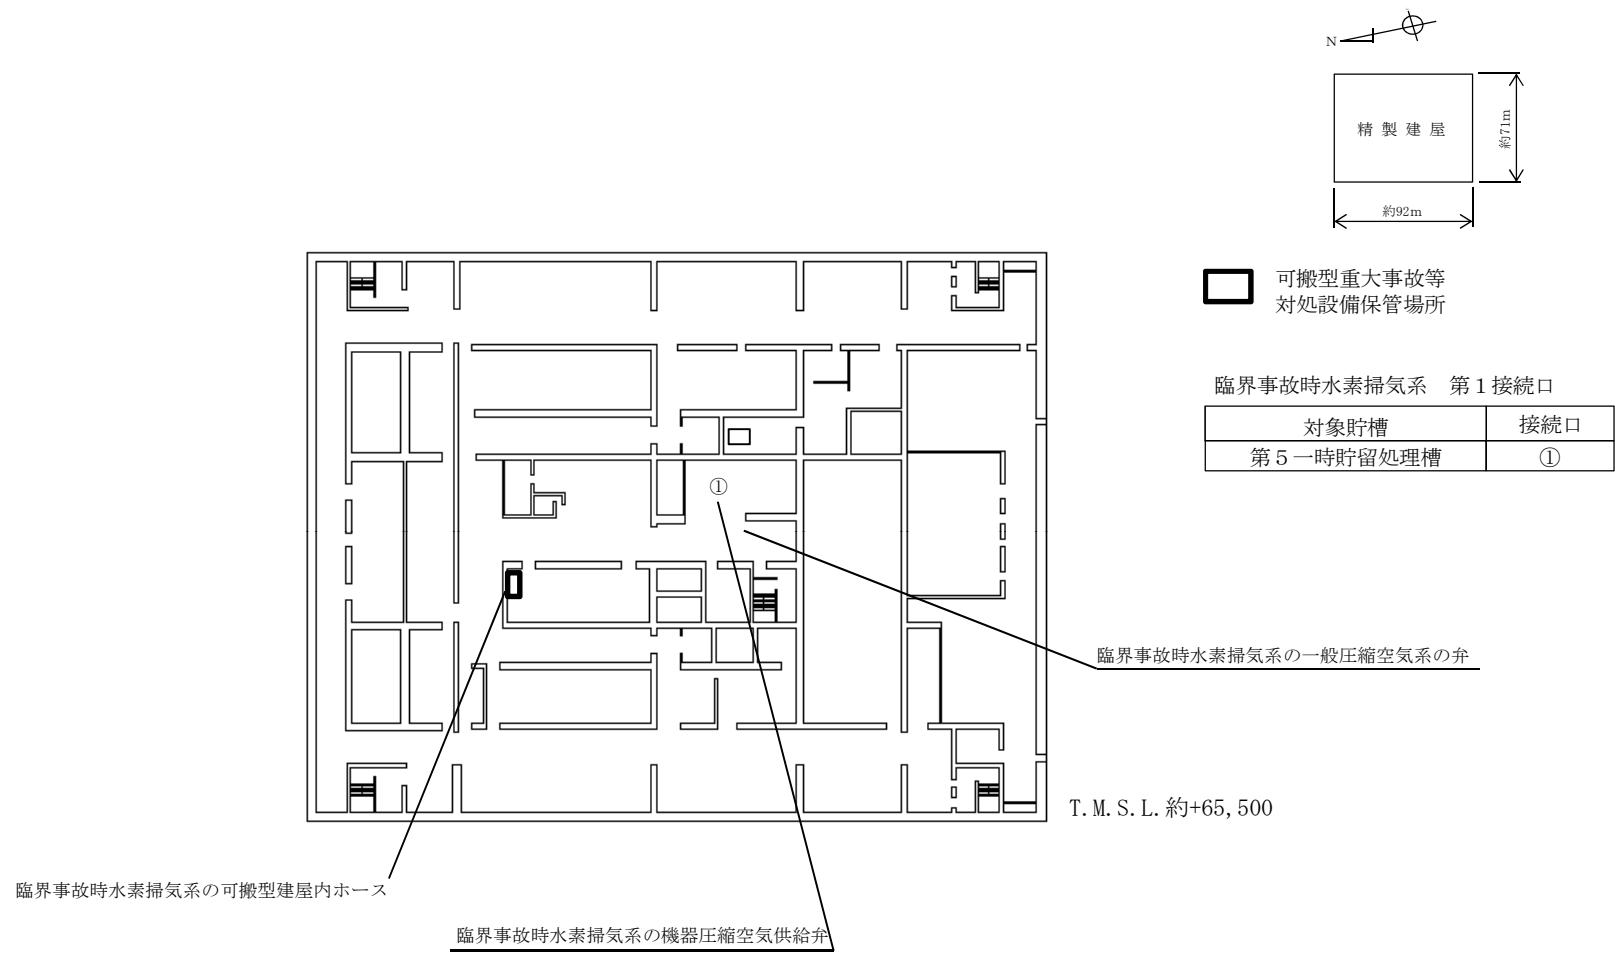 N
精製建屋
約71m
約92m
可搬型重大事故等
対処設備保管場所
臨界事故時水素掃気系 第1接続口
対象貯槽 接続口
第5一時貯留処理槽 ①
①
臨界事故時水素掃気系の一般圧縮空気系の弁
T.M.S.L.約+65,500
臨界事故時水素掃気系の可搬型建屋内ホース
臨界事故時水素掃気系の機器圧縮空気供給弁